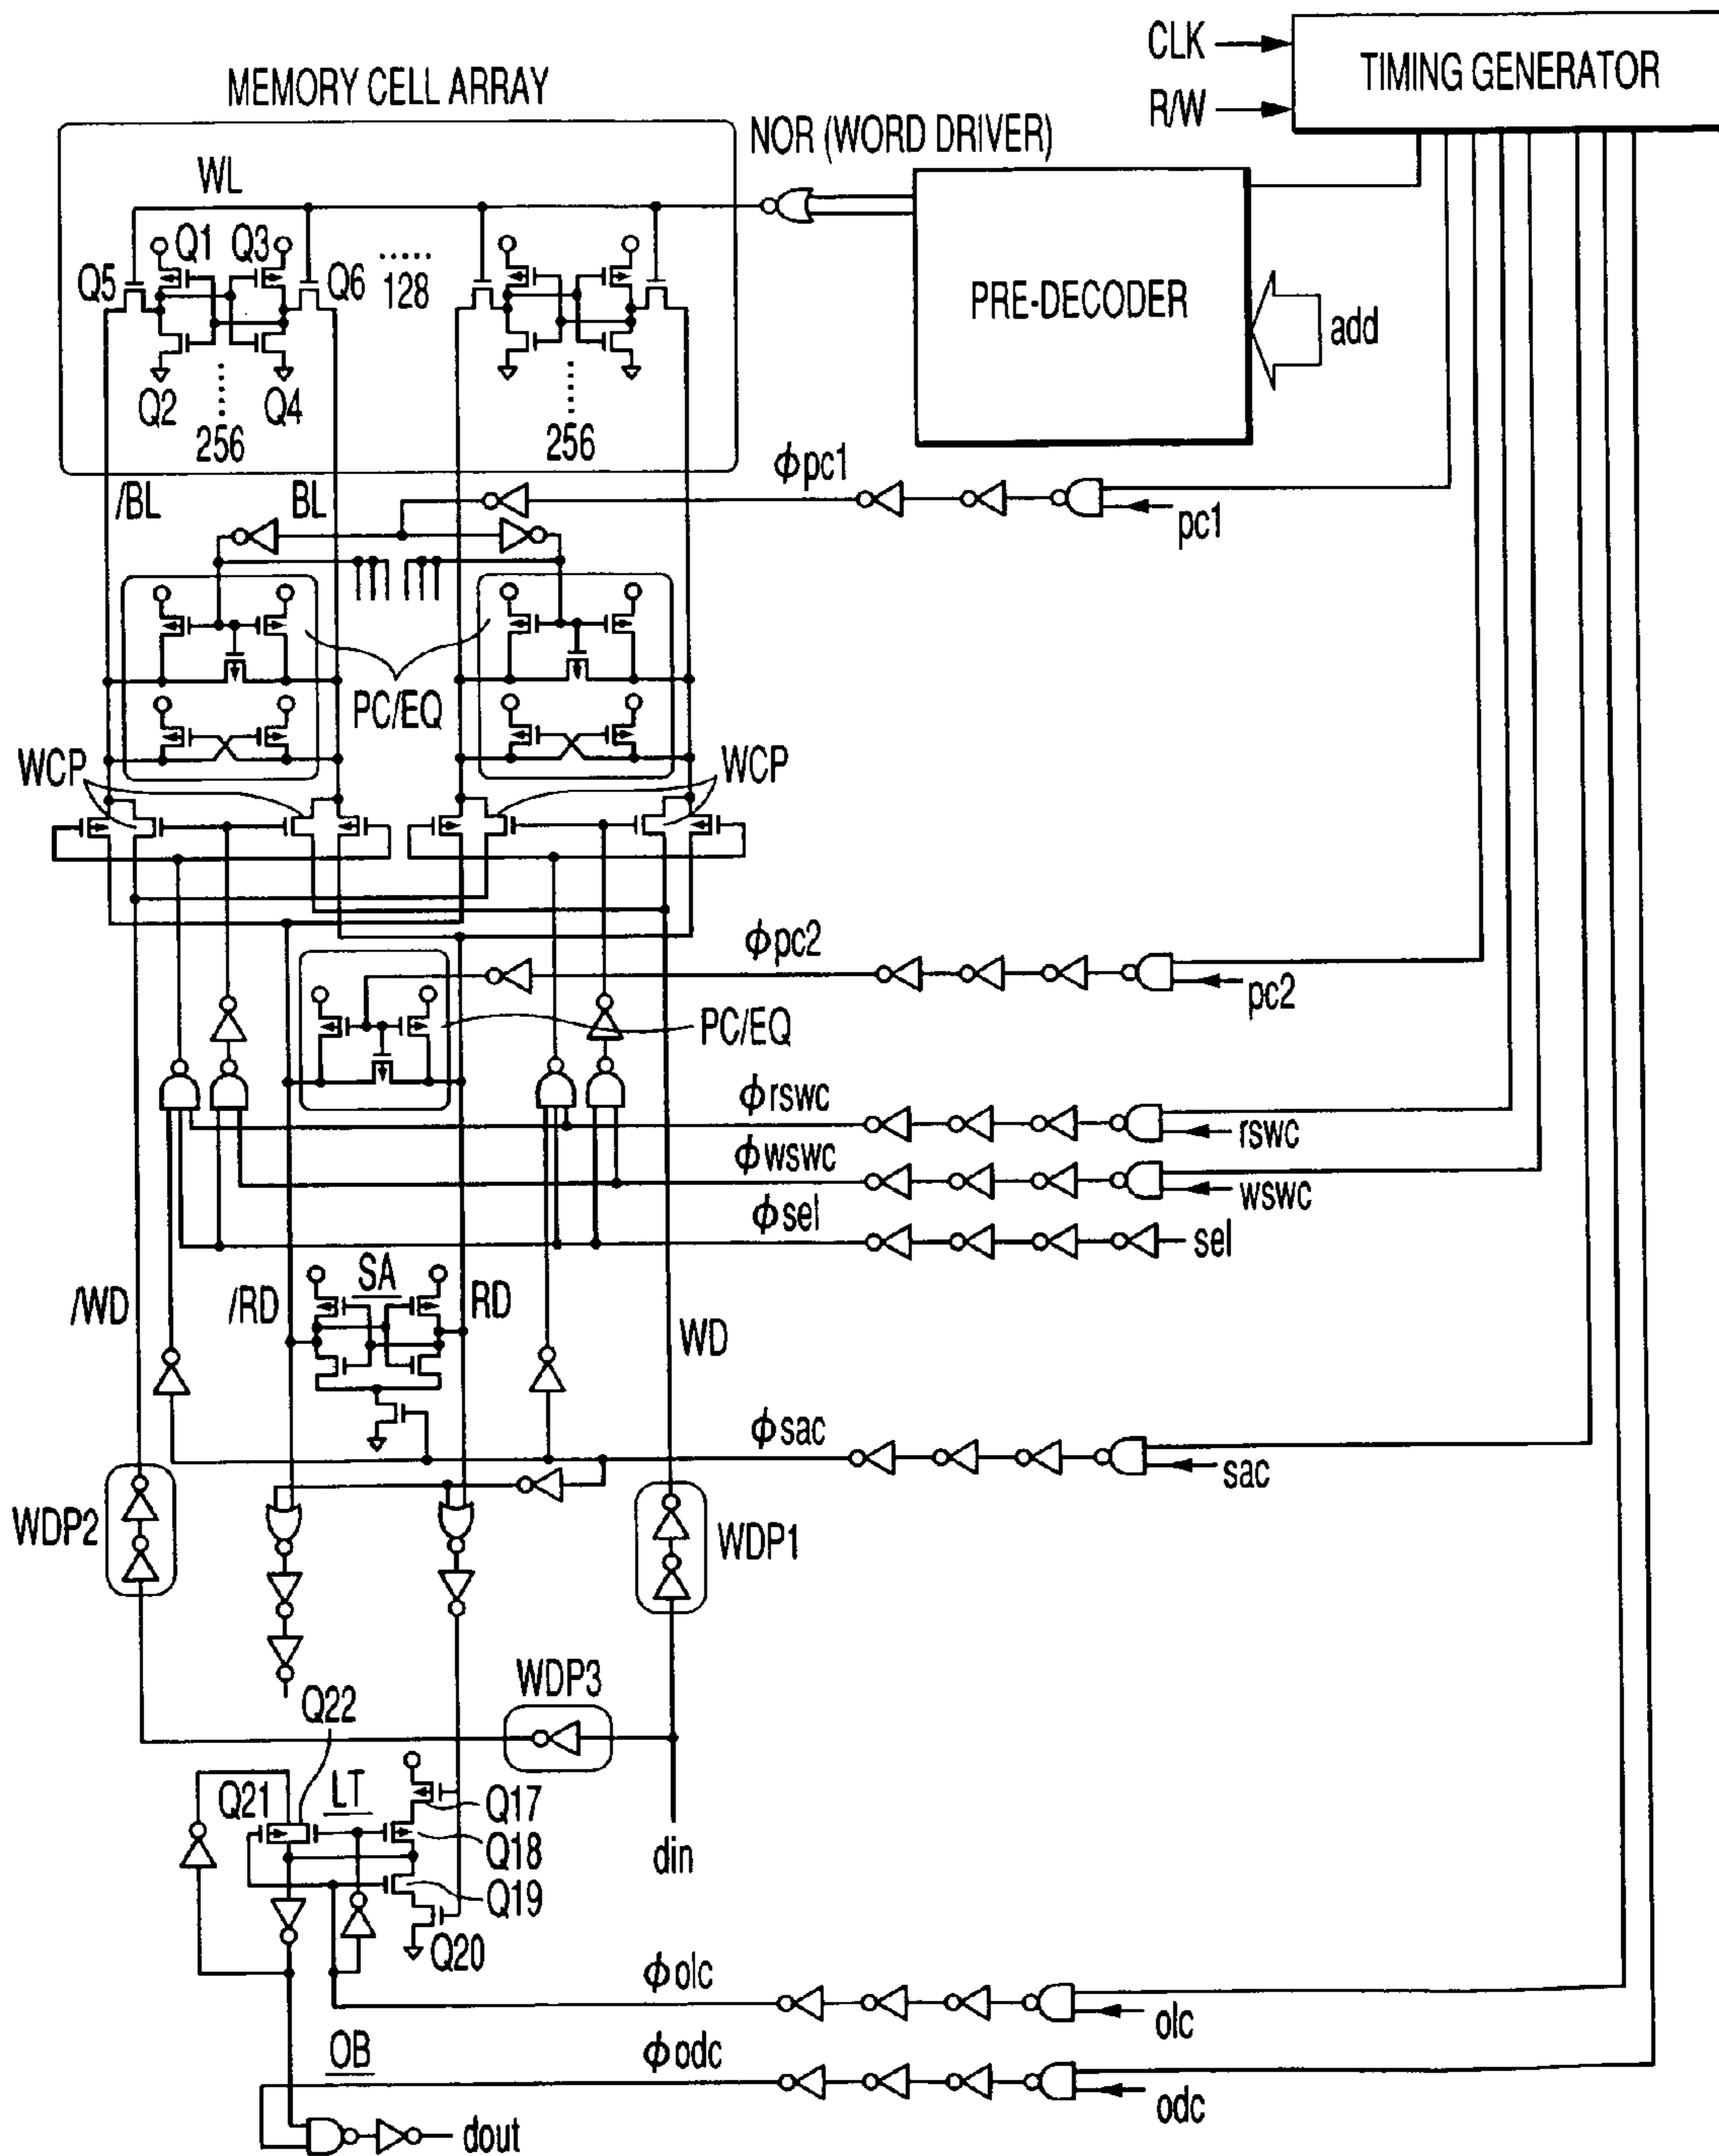 CLK
R/W
TIMING GENERATOR
MEMORY CELL ARRAY
NOR (WORD DRIVER)
WL
Q1
Q3
Q5
Q6
.....
128
Q2
Q4
256
256
PRE-DECODER
add
/BL
BL
ϕpc1
pc1
PC/EQ
WCP
WCP
ϕpc2
pc2
PC/EQ
ϕrswc
rswc
ϕwswc
wswc
ϕsel
sel
/WD
/RD
SA
RD
WD
ϕsac
sac
WDP2
WDP1
WDP3
Q22
Q21
LT
Q17
Q18
Q19
Q20
din
ϕolc
olc
OB
ϕodc
odc
dout